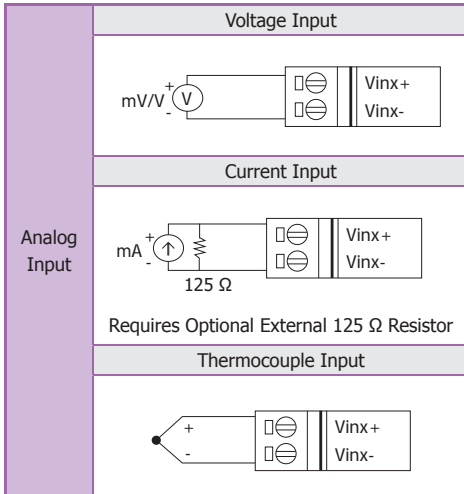 Analog
Input
Voltage Input
mV/V
+
-
V
Vinx+
Vinx-
Current Input
mA
+
-
125 Ω
Vinx+
Vinx-
Requires Optional External 125 Ω Resistor
Thermocouple Input
+
-
Vinx+
Vinx-